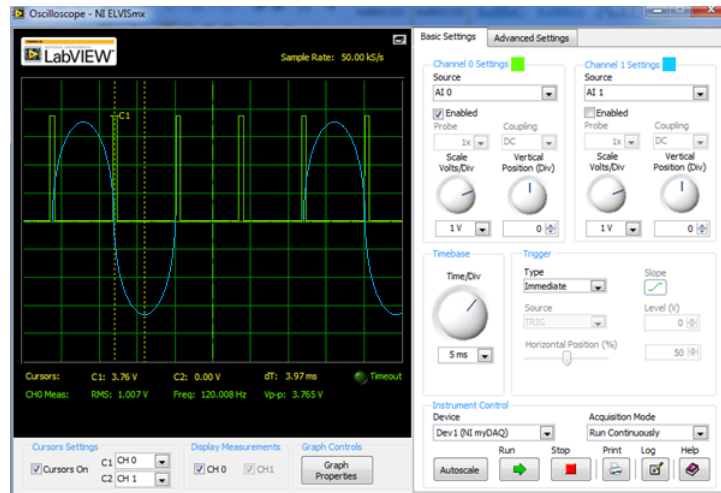 Oscilloscope - NI ELVISmx
LabVIEW
Sample Rate: 50.00 kS/s
C1
Cursors: C1: 3.76 V C2: 0.00 V dT: 3.97 ms Timeout
CH0 Meas: RMS: 1.007 V Freq: 120.008 Hz Vp-p: 3.765 V
Cursors Settings
Cursors On
C1 CH 0
C2 CH 1
Display Measurements
CH 0 CH1
Graph Controls
Graph
Properties
Basic Settings Advanced Settings
Channel 0 Settings
Source
AI 0
Enabled
Probe Coupling
1x DC
Scale Vertical
Volts/Div Position (Div)
1 V 0
Channel 1 Settings
Source
AI 1
Enabled
Probe Coupling
1x DC
Scale Vertical
Volts/Div Position (Div)
1 V 0
Timebase
Time/Div
5 ms
Trigger
Type Slope
Immediate
Source Level (V)
TRIG 0
Horizontal Position (%)
50
Instrument Control
Device Acquisition Mode
Dev1 (NI myDAQ) Run Continuously
Run Stop Print Log Help
Autoscale